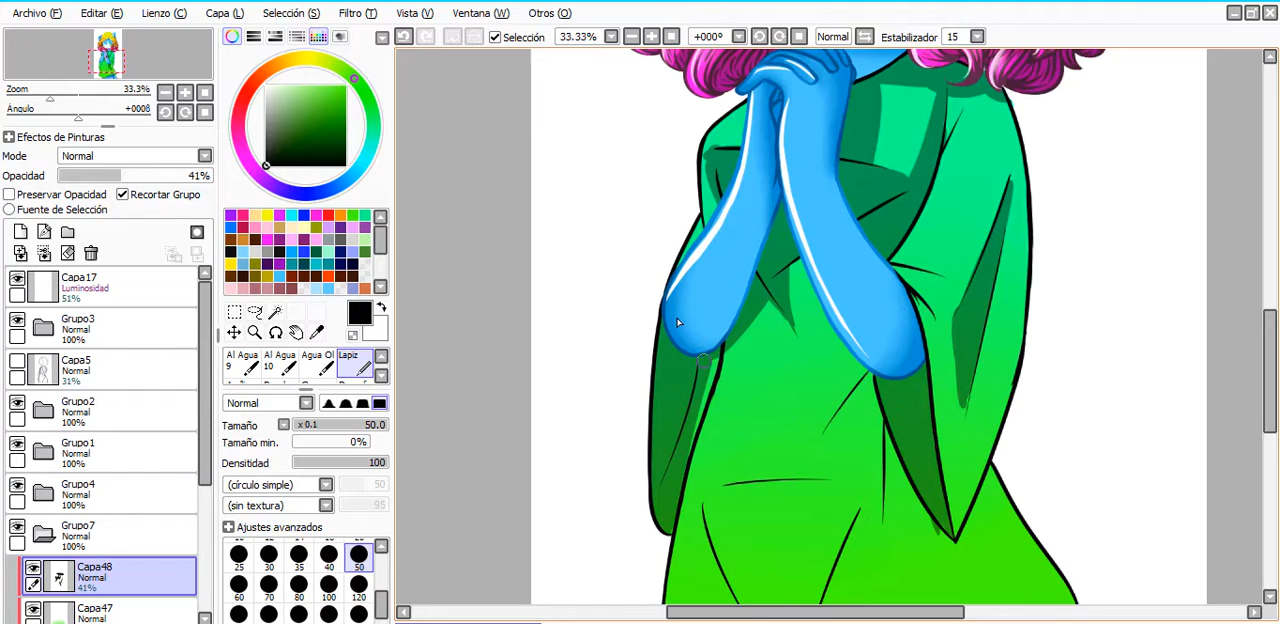 Archivo (F) Editar (E) Lienzo (C) Capa (L) Selección (S) Filtro (T) Vista (V) Ventana (W) Otros (O)
Selección 33.33% +000º Normal Estabilizador 15
Zoom 33.3%
Ángulo +000ß
Efectos de Pinturas
Mode Normal
Opacidad 41%
Preservar Opacidad Recortar Grupo
Fuente de Selección
Capa17
Luminosidad
51%
Grupo3
Normal
100%
Capa5
Normal
31%
Grupo2
Normal
100%
Grupo1
Normal
100%
Grupo4
Normal
100%
Grupo7
Normal
100%
Capa48
Normal
41%
Capa47
Normal
Al Agua 9
Al Agua 10
Agua Ol
Lapiz
Normal
Tamaño x 0.1 50.0
Tamaño min. 0%
Densitidad 100
(círculo simple) 50
(sin textura) 95
Ajustes avanzados
25 30 35 40 50
60 70 80 100 120